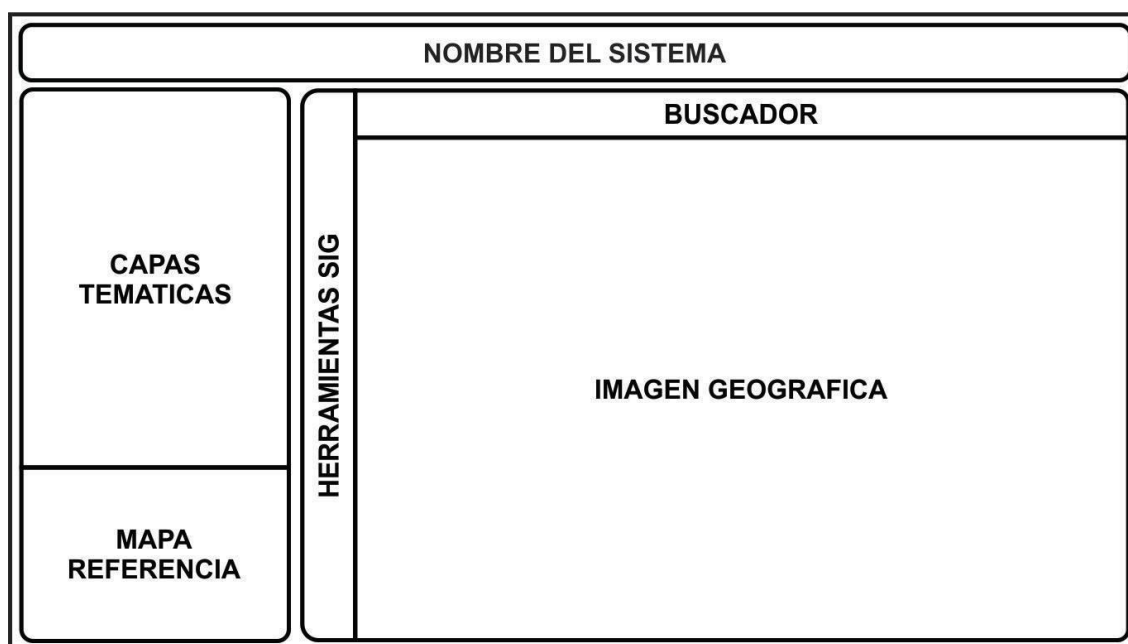 NOMBRE DEL SISTEMA
BUSCADOR
CAPAS
TEMATICAS
HERRAMIENTAS SIG
IMAGEN GEOGRAFICA
MAPA
REFERENCIA